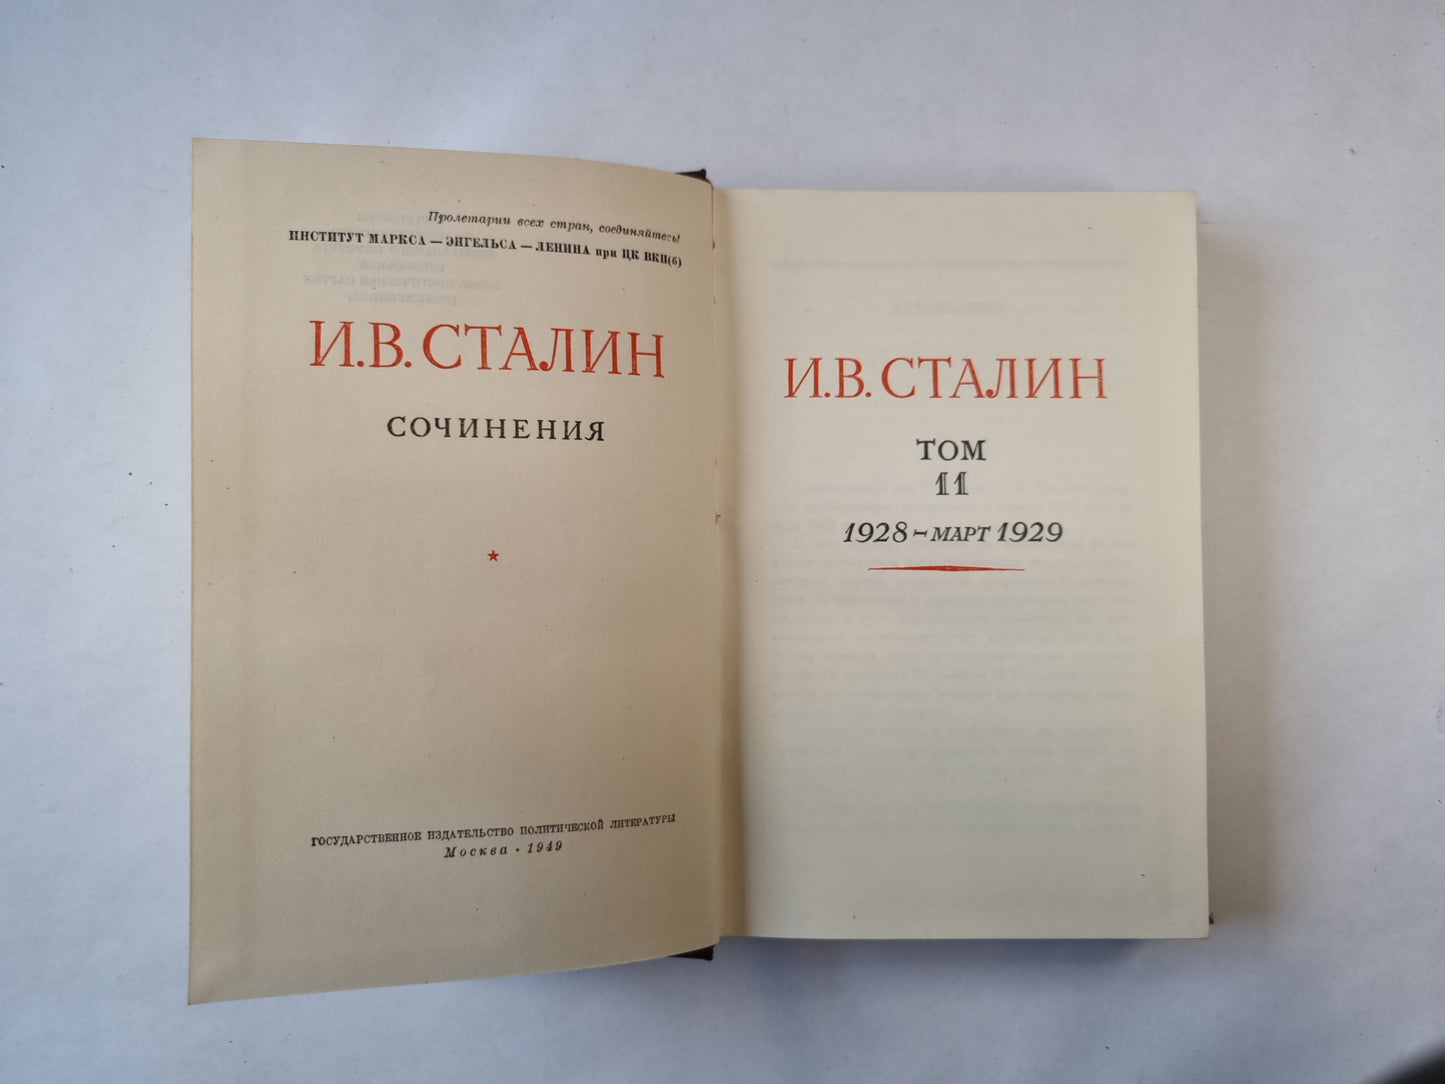 Пролетарии всех стран, соединяйтесь!
ИНСТИТУТ МАРКСА — ЭНГЕЛЬСА — ЛЕНИНА при ЦК ВКП(б)
И.В. СТАЛИН
СОЧИНЕНИЯ
ГОСУДАРСТВЕННОЕ ИЗДАТЕЛЬСТВО ПОЛИТИЧЕСКОЙ ЛИТЕРАТУРЫ
Москва · 1949
И.В. СТАЛИН
ТОМ
11
1928 - МАРТ 1929